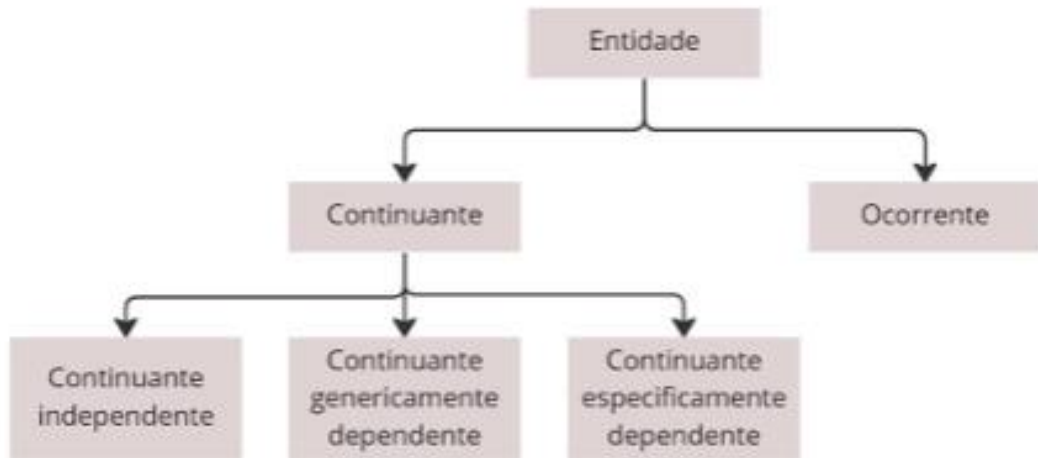 Entidade
Continuante
Ocorrente
Continuante
independente
Continuante
genericamente
dependente
Continuante
especificamente
dependente